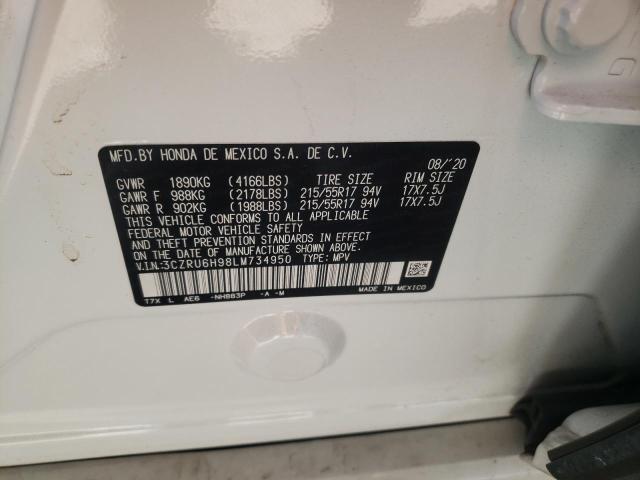 MFD.BY HONDA DE MEXICO S.A. DE C.V.
08/'20
GVWR 1890KG (4166LBS) TIRE SIZE RIM SIZE
GAWR F 988KG (2178LBS) 215/55R17 94V 17X7.5J
GAWR R 902KG (1988LBS) 215/55R17 94V 17X7.5J
THIS VEHICLE CONFORMS TO ALL APPLICABLE
FEDERAL MOTOR VEHICLE SAFETY
AND THEFT PREVENTION STANDARDS IN
EFFECT ON THE DATE OF MANUFACTURE SHOWN ABOVE.
V.I.N:3CZRU6H98LM734950 TYPE: MPV
T7X L AE6 -NH883P -A -M
MADE IN MEXICO